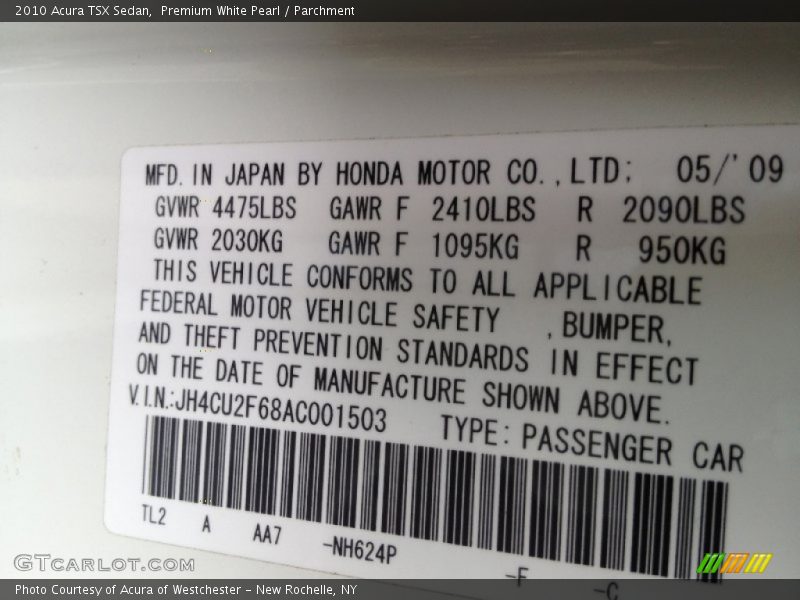 2010 Acura TSX Sedan,  Premium White Pearl / Parchment
MFD. IN JAPAN BY HONDA MOTOR CO., LTD; 05/'09
GVWR 4475LBS GAWR F 2410LBS R 2090LBS
GVWR 2030KG GAWR F 1095KG R 950KG
THIS VEHICLE CONFORMS TO ALL APPLICABLE
FEDERAL MOTOR VEHICLE SAFETY , BUMPER,
AND THEFT PREVENTION STANDARDS IN EFFECT
ON THE DATE OF MANUFACTURE SHOWN ABOVE.
V.I.N.:JH4CU2F68AC001503 TYPE: PASSENGER CAR
TL2 A AA7 -NH624P -F -C
GTCARLOT.COM
Photo Courtesy of Acura of Westchester - New Rochelle, NY